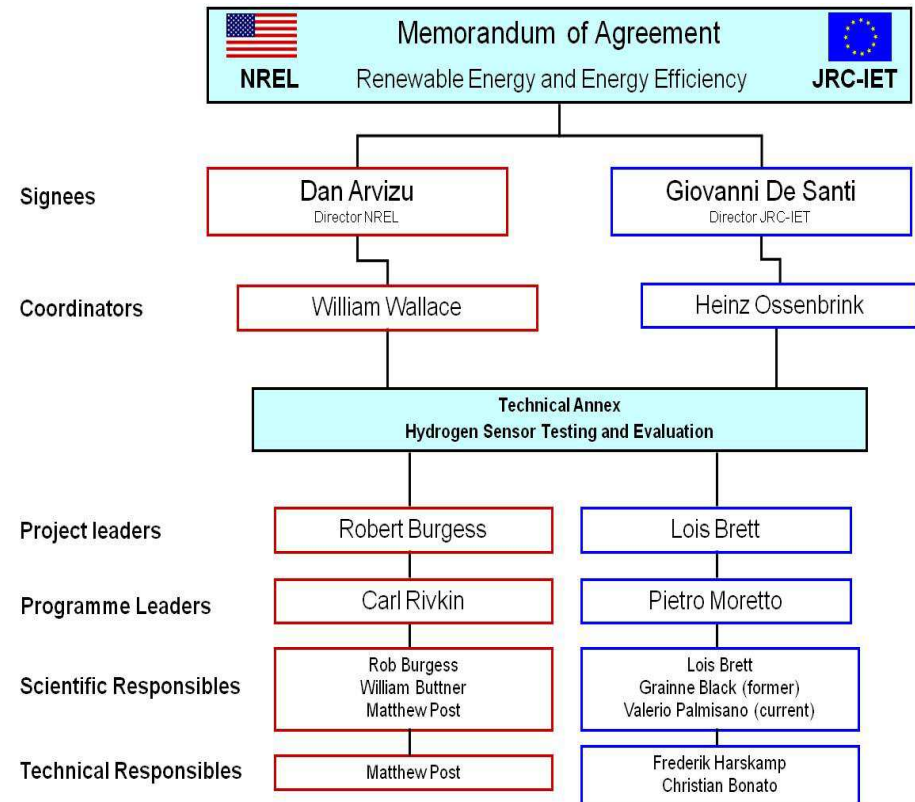 Memorandum of Agreement
NREL Renewable Energy and Energy Efficiency JRC-IET
Signees
Dan Arvizu
Director NREL
Giovanni De Santi
Director JRC-IET
Coordinators
William Wallace
Heinz Ossenbrink
Technical Annex
Hydrogen Sensor Testing and Evaluation
Project leaders
Robert Burgess
Lois Brett
Programme Leaders
Carl Rivkin
Pietro Moretto
Scientific Responsibles
Rob Burgess
William Buttner
Matthew Post
Lois Brett
Grainne Black (former)
Valerio Palmisano (current)
Technical Responsibles
Matthew Post
Frederik Harskamp
Christian Bonato